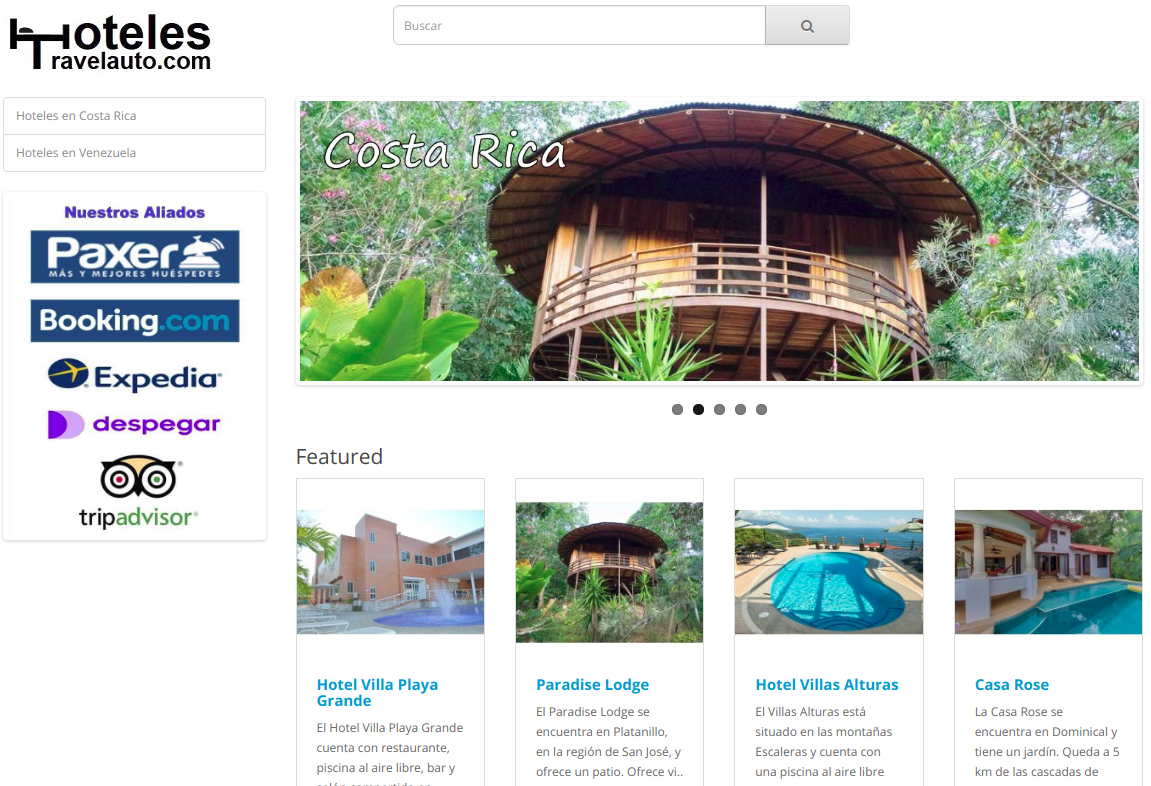 Hoteles
Travelauto.com
Buscar
Hoteles en Costa Rica
Hoteles en Venezuela
Nuestros Aliados
Paxer
MÁS Y MEJORES HUÉSPEDES
Booking.com
Expedia
despegar
tripadvisor
Costa Rica
Featured
Hotel Villa Playa
Grande
El Hotel Villa Playa Grande
cuenta con restaurante,
piscina al aire libre, bar y
Paradise Lodge
El Paradise Lodge se
encuentra en Platanillo,
en la región de San José, y
ofrece un patio. Ofrece vi..
Hotel Villas Alturas
El Villas Alturas está
situado en las montañas
Escaleras y cuenta con
una piscina al aire libre
Casa Rose
La Casa Rose se
encuentra en Dominical y
tiene un jardín. Queda a 5
km de las cascadas de